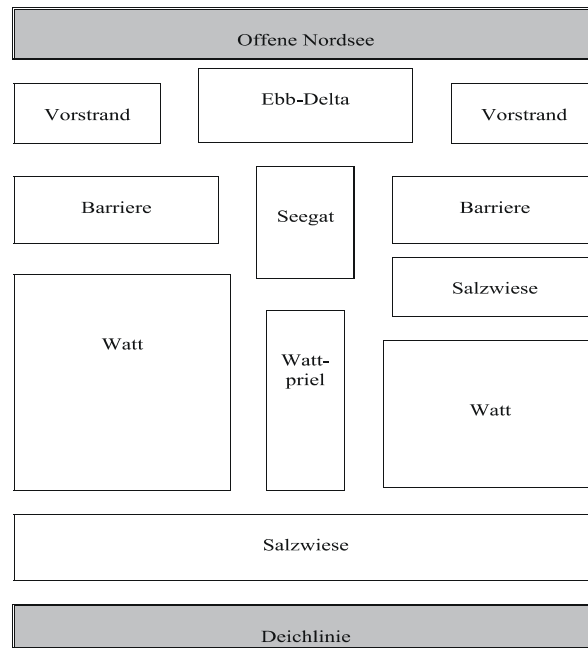 Offene Nordsee
Ebb-Delta
Vorstrand
Vorstrand
Barriere
Seegat
Barriere
Salzwiese
Watt
Watt-
priel
Watt
Salzwiese
Deichlinie